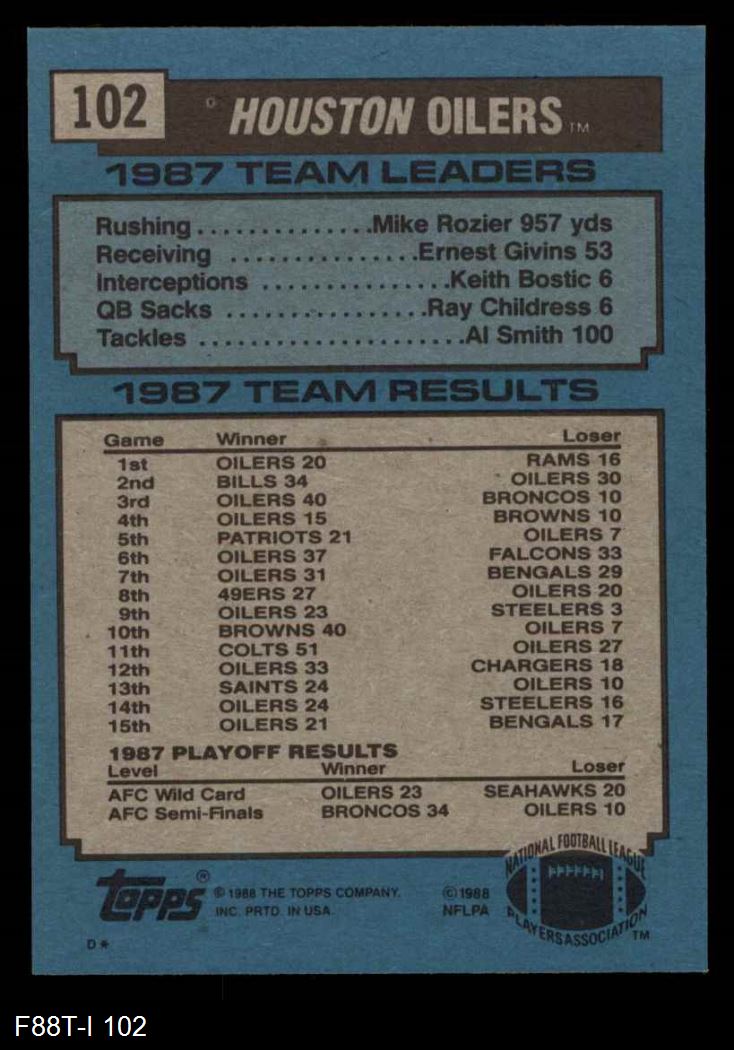 102
HOUSTON OILERS™
1987 TEAM LEADERS
Rushing..............Mike Rozier 957 yds
Receiving ...............Ernest Givins 53
Interceptions ...............Keith Bostic 6
QB Sacks ................Ray Childress 6
Tackles .....................Al Smith 100
1987 TEAM RESULTS
Game Winner Loser
1st OILERS 20 RAMS 16
2nd BILLS 34 OILERS 30
3rd OILERS 40 BRONCOS 10
4th OILERS 15 BROWNS 10
5th PATRIOTS 21 OILERS 7
6th OILERS 37 FALCONS 33
7th OILERS 31 BENGALS 29
8th 49ERS 27 OILERS 20
9th OILERS 23 STEELERS 3
10th BROWNS 40 OILERS 7
11th COLTS 51 OILERS 27
12th OILERS 33 CHARGERS 18
13th SAINTS 24 OILERS 10
14th OILERS 24 STEELERS 16
15th OILERS 21 BENGALS 17
1987 PLAYOFF RESULTS
Level Winner Loser
AFC Wild Card OILERS 23 SEAHAWKS 20
AFC Semi-Finals BRONCOS 34 OILERS 10
Topps®
© 1988 THE TOPPS COMPANY.
INC. PRTD. IN USA.
© 1988
NFLPA
NATIONAL FOOTBALL LEAGUE
PLAYERS ASSOCIATION ™
D*
F88T-I 102